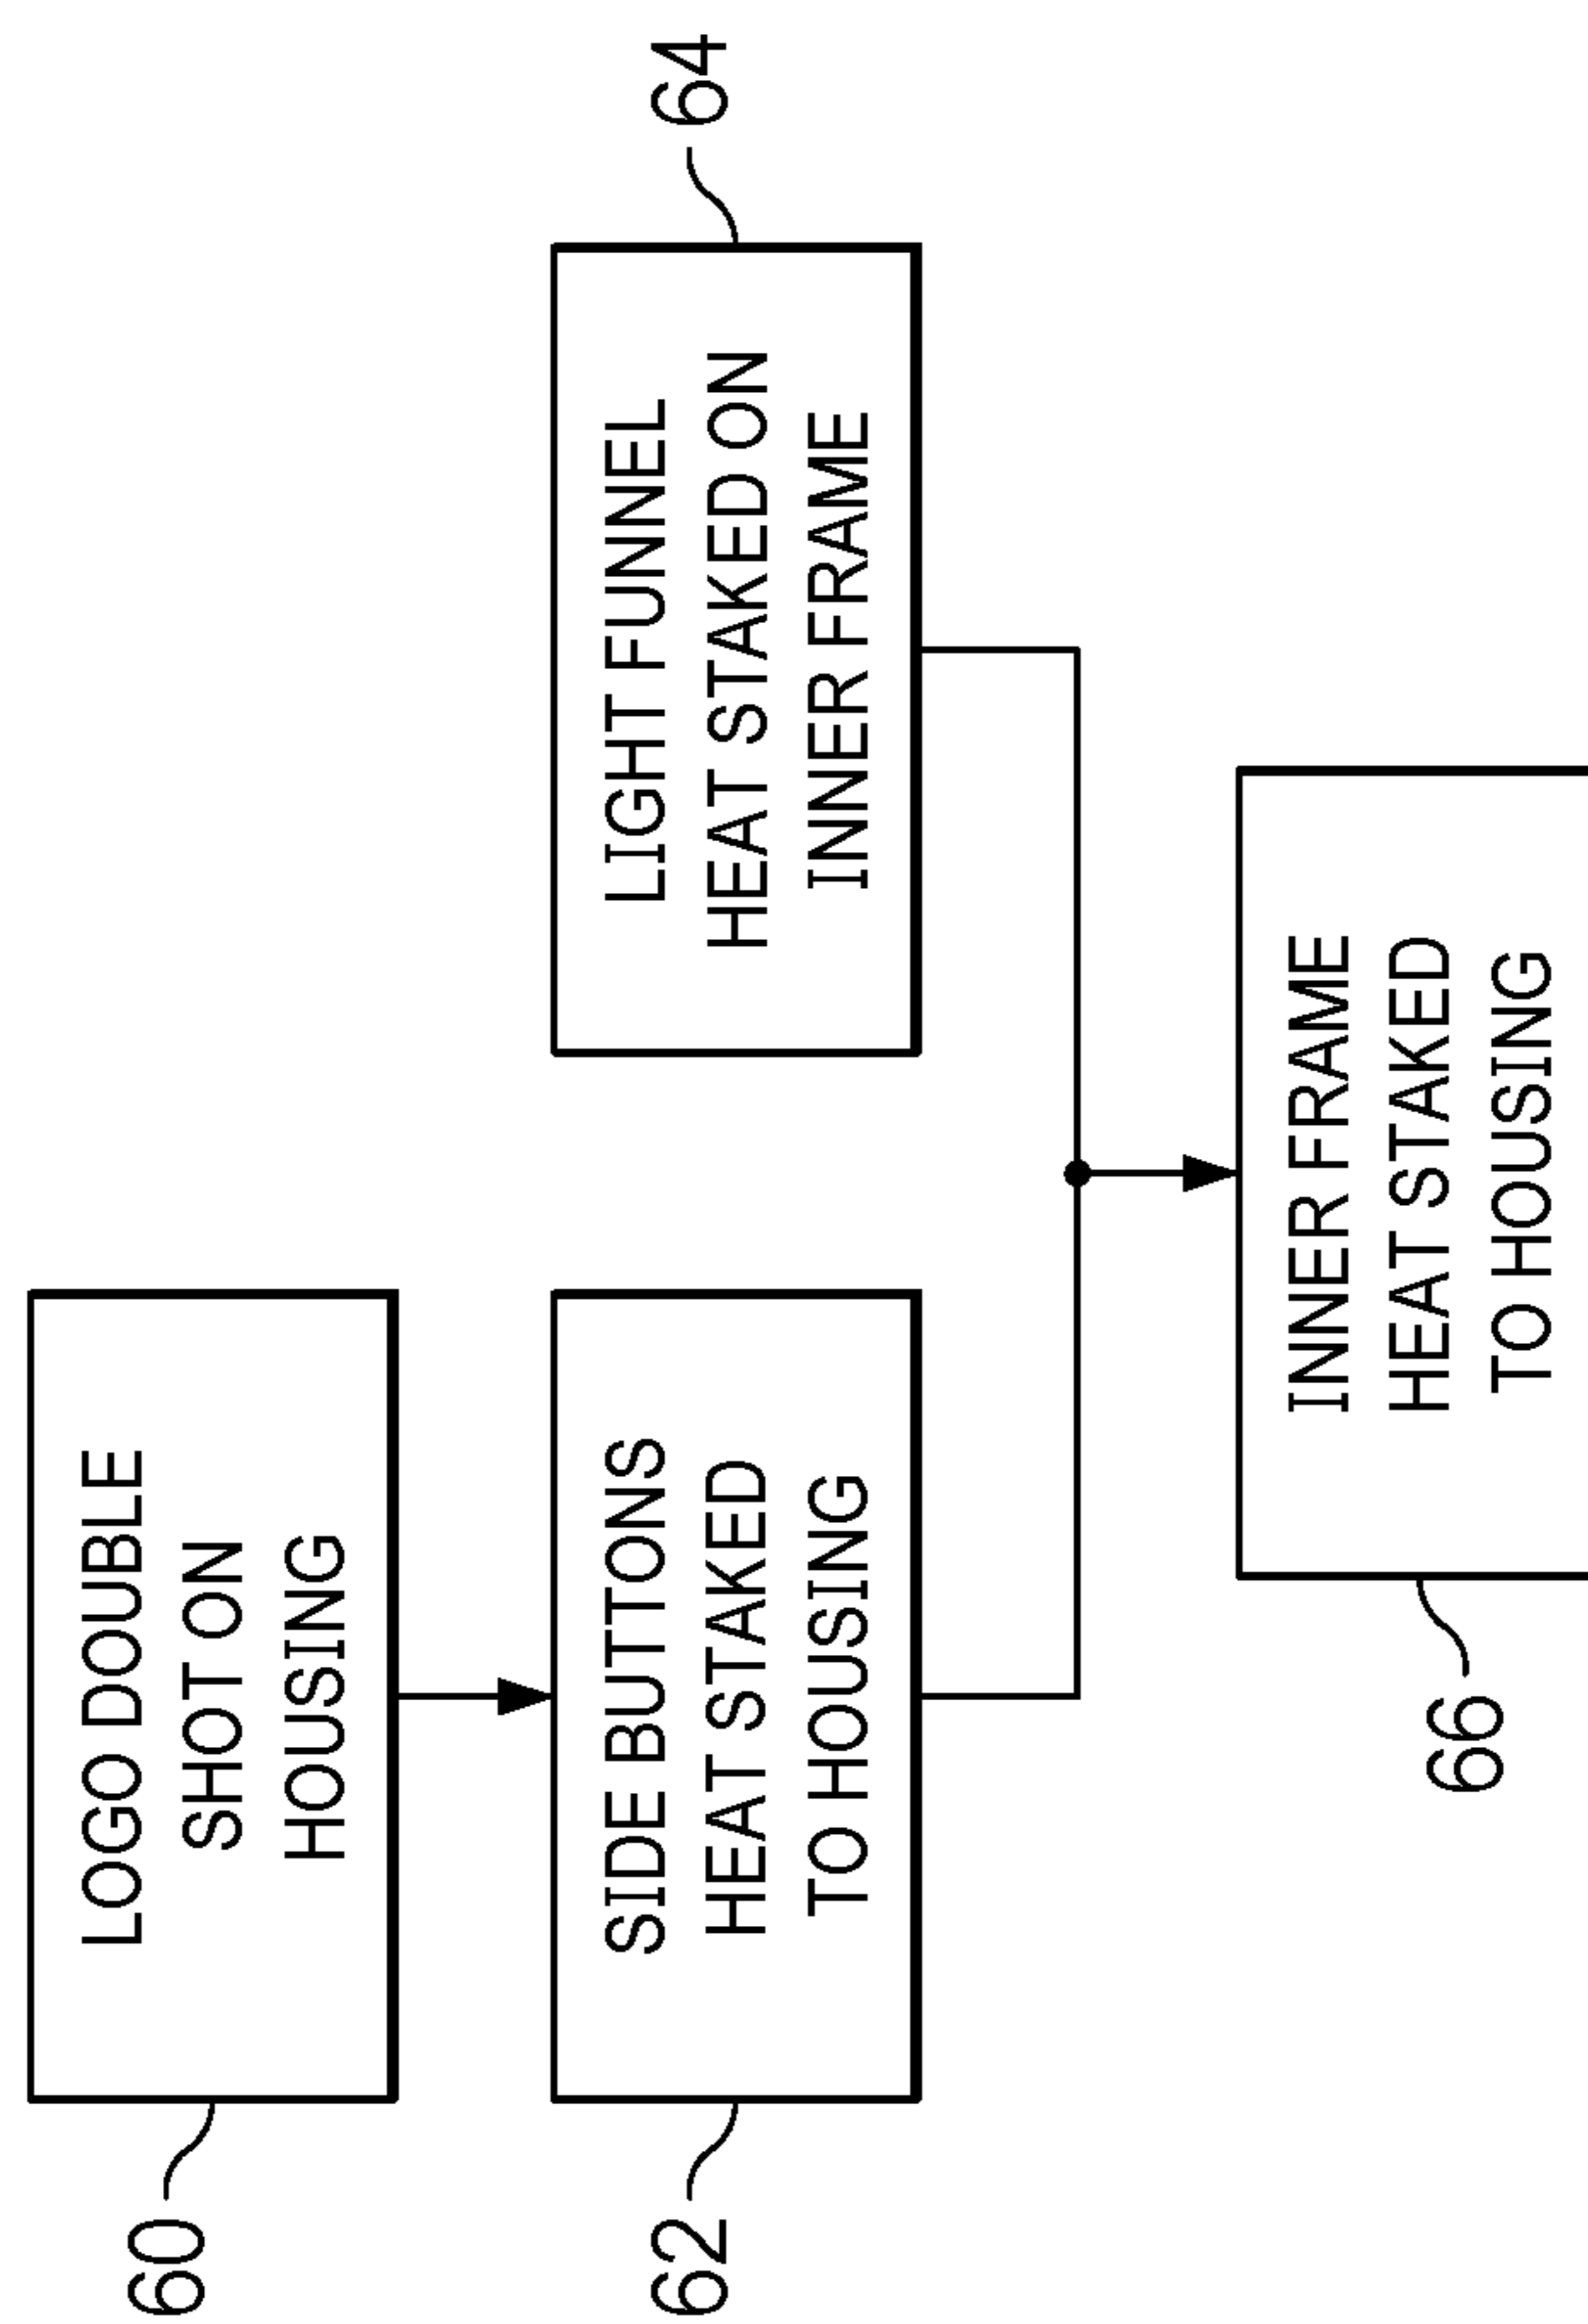 60
LOGO DOUBLE
SHOT ON
HOUSING
62
SIDE BUTTONS
HEAT STAKED
TO HOUSING
64
LIGHT FUNNEL
HEAT STAKED ON
INNER FRAME
66
INNER FRAME
HEAT STAKED
TO HOUSING